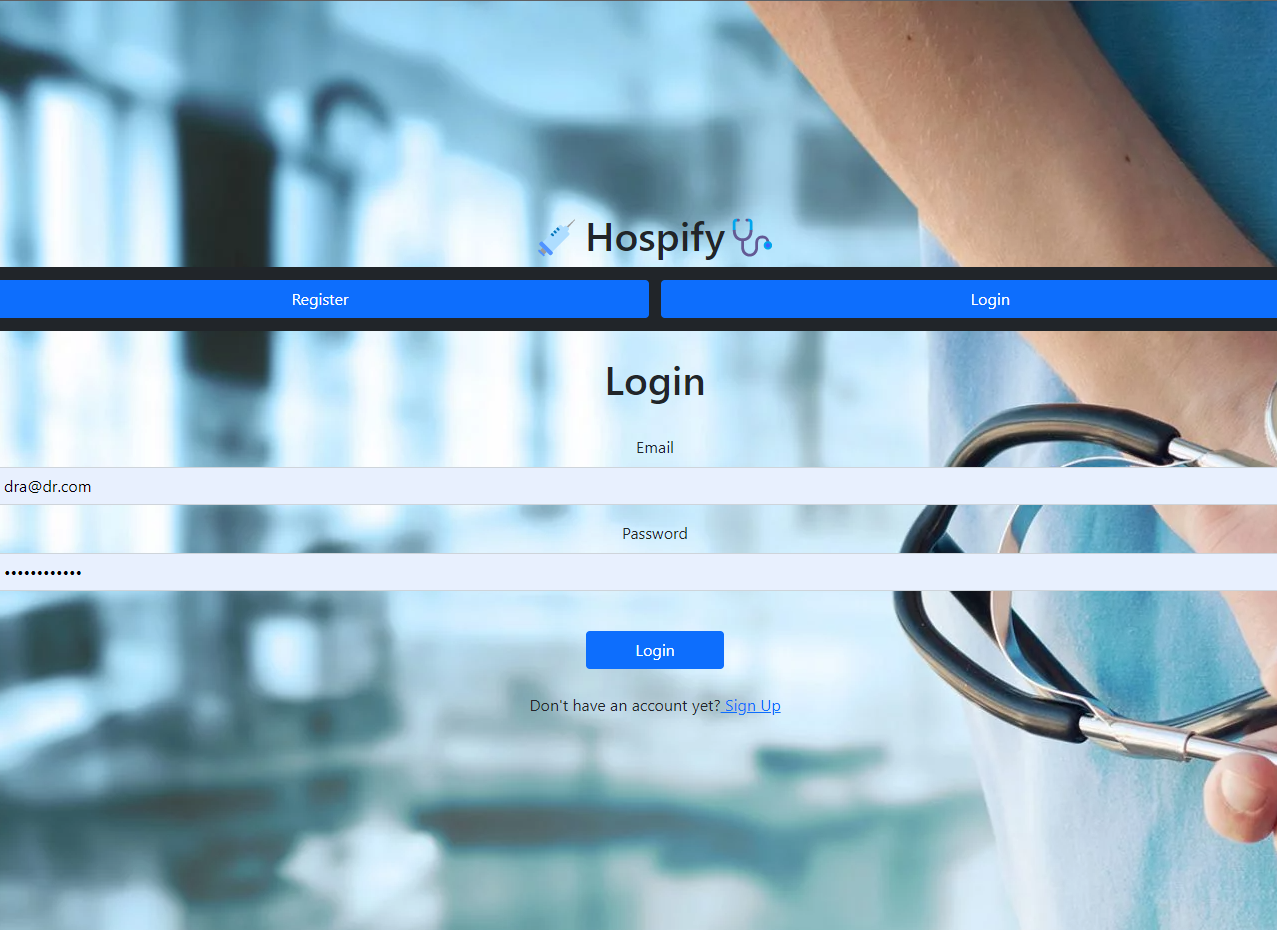 Hospify
Register Login
Login
Email
dra@dr.com
Password
••••••••••••
Login
Don't have an account yet? Sign Up